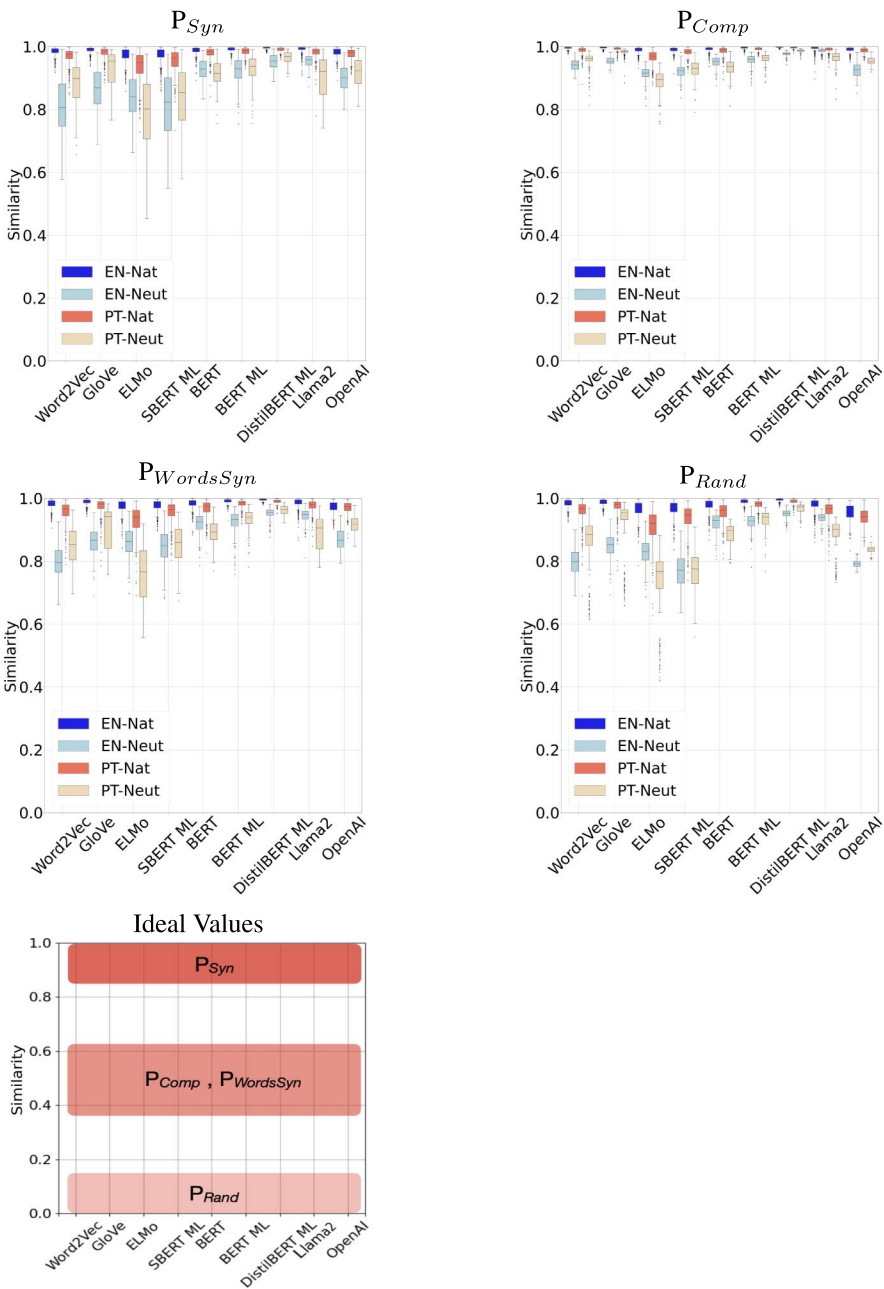 P_Syn
1.0
0.8
0.6
0.4
0.2
0.0
Similarity
EN-Nat
EN-Neut
PT-Nat
PT-Neut
Word2Vec
GloVe
ELMo
SBERT ML
BERT
BERT ML
DistilBERT ML
Llama2
OpenAI
P_Comp
1.0
0.8
0.6
0.4
0.2
0.0
Similarity
EN-Nat
EN-Neut
PT-Nat
PT-Neut
Word2Vec
GloVe
ELMo
SBERT ML
BERT
BERT ML
DistilBERT ML
Llama2
OpenAI
P_WordsSyn
1.0
0.8
0.6
0.4
0.2
0.0
Similarity
EN-Nat
EN-Neut
PT-Nat
PT-Neut
Word2Vec
GloVe
ELMo
SBERT ML
BERT
BERT ML
DistilBERT ML
Llama2
OpenAI
P_Rand
1.0
0.8
0.6
0.4
0.2
0.0
Similarity
EN-Nat
EN-Neut
PT-Nat
PT-Neut
Word2Vec
GloVe
ELMo
SBERT ML
BERT
BERT ML
DistilBERT ML
Llama2
OpenAI
Ideal Values
1.0
0.8
0.6
0.4
0.2
0.0
Similarity
P_Syn
P_Comp , P_WordsSyn
P_Rand
Word2Vec
GloVe
ELMo
SBERT ML
BERT
BERT ML
DistilBERT ML
Llama2
OpenAI